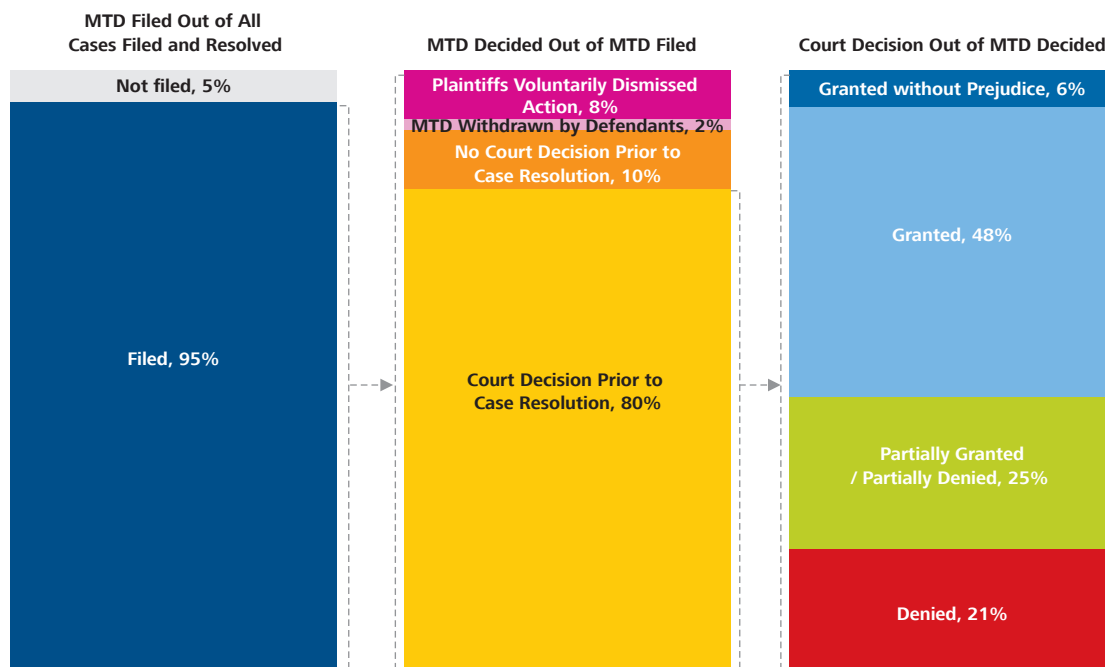 MTD Filed Out of All
Cases Filed and Resolved
Not filed, 5%
Filed, 95%
MTD Decided Out of MTD Filed
Plaintiffs Voluntarily Dismissed
Action, 8%
MTD Withdrawn by Defendants, 2%
No Court Decision Prior to
Case Resolution, 10%
Court Decision Prior to
Case Resolution, 80%
Court Decision Out of MTD Decided
Granted without Prejudice, 6%
Granted, 48%
Partially Granted
/ Partially Denied, 25%
Denied, 21%